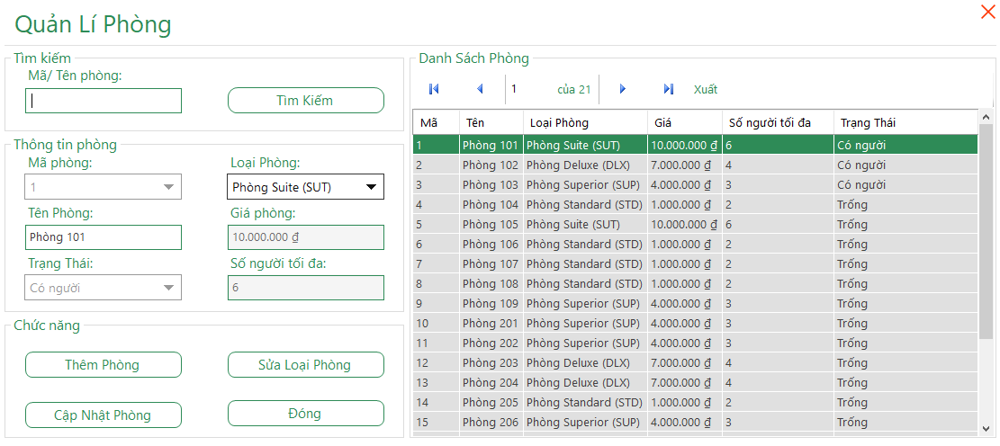 Quản Lí Phòng
Tìm kiếm
Mã/ Tên phòng:
Tìm Kiếm
Thông tin phòng
Mã phòng: Loại Phòng:
1 Phòng Suite (SUT)
Tên Phòng: Giá phòng:
Phòng 101 10.000.000 ₫
Trạng Thái: Số người tối đa:
Có người 6
Chức năng
Thêm Phòng Sửa Loại Phòng
Cập Nhật Phòng Đóng
Danh Sách Phòng
1 của 21 Xuất
Mã Tên Loại Phòng Giá Số người tối đa Trạng Thái
1 Phòng 101 Phòng Suite (SUT) 10.000.000 ₫ 6 Có người
2 Phòng 102 Phòng Deluxe (DLX) 7.000.000 ₫ 4 Có người
3 Phòng 103 Phòng Superior (SUP) 4.000.000 ₫ 3 Có người
4 Phòng 104 Phòng Standard (STD) 1.000.000 ₫ 2 Trống
5 Phòng 105 Phòng Suite (SUT) 10.000.000 ₫ 6 Trống
6 Phòng 106 Phòng Standard (STD) 1.000.000 ₫ 2 Trống
7 Phòng 107 Phòng Standard (STD) 1.000.000 ₫ 2 Trống
8 Phòng 108 Phòng Standard (STD) 1.000.000 ₫ 2 Trống
9 Phòng 109 Phòng Superior (SUP) 4.000.000 ₫ 3 Trống
10 Phòng 201 Phòng Superior (SUP) 4.000.000 ₫ 3 Trống
11 Phòng 202 Phòng Superior (SUP) 4.000.000 ₫ 3 Trống
12 Phòng 203 Phòng Deluxe (DLX) 7.000.000 ₫ 4 Trống
13 Phòng 204 Phòng Deluxe (DLX) 7.000.000 ₫ 4 Trống
14 Phòng 205 Phòng Standard (STD) 1.000.000 ₫ 2 Trống
15 Phòng 206 Phòng Superior (SUP) 4.000.000 ₫ 3 Trống